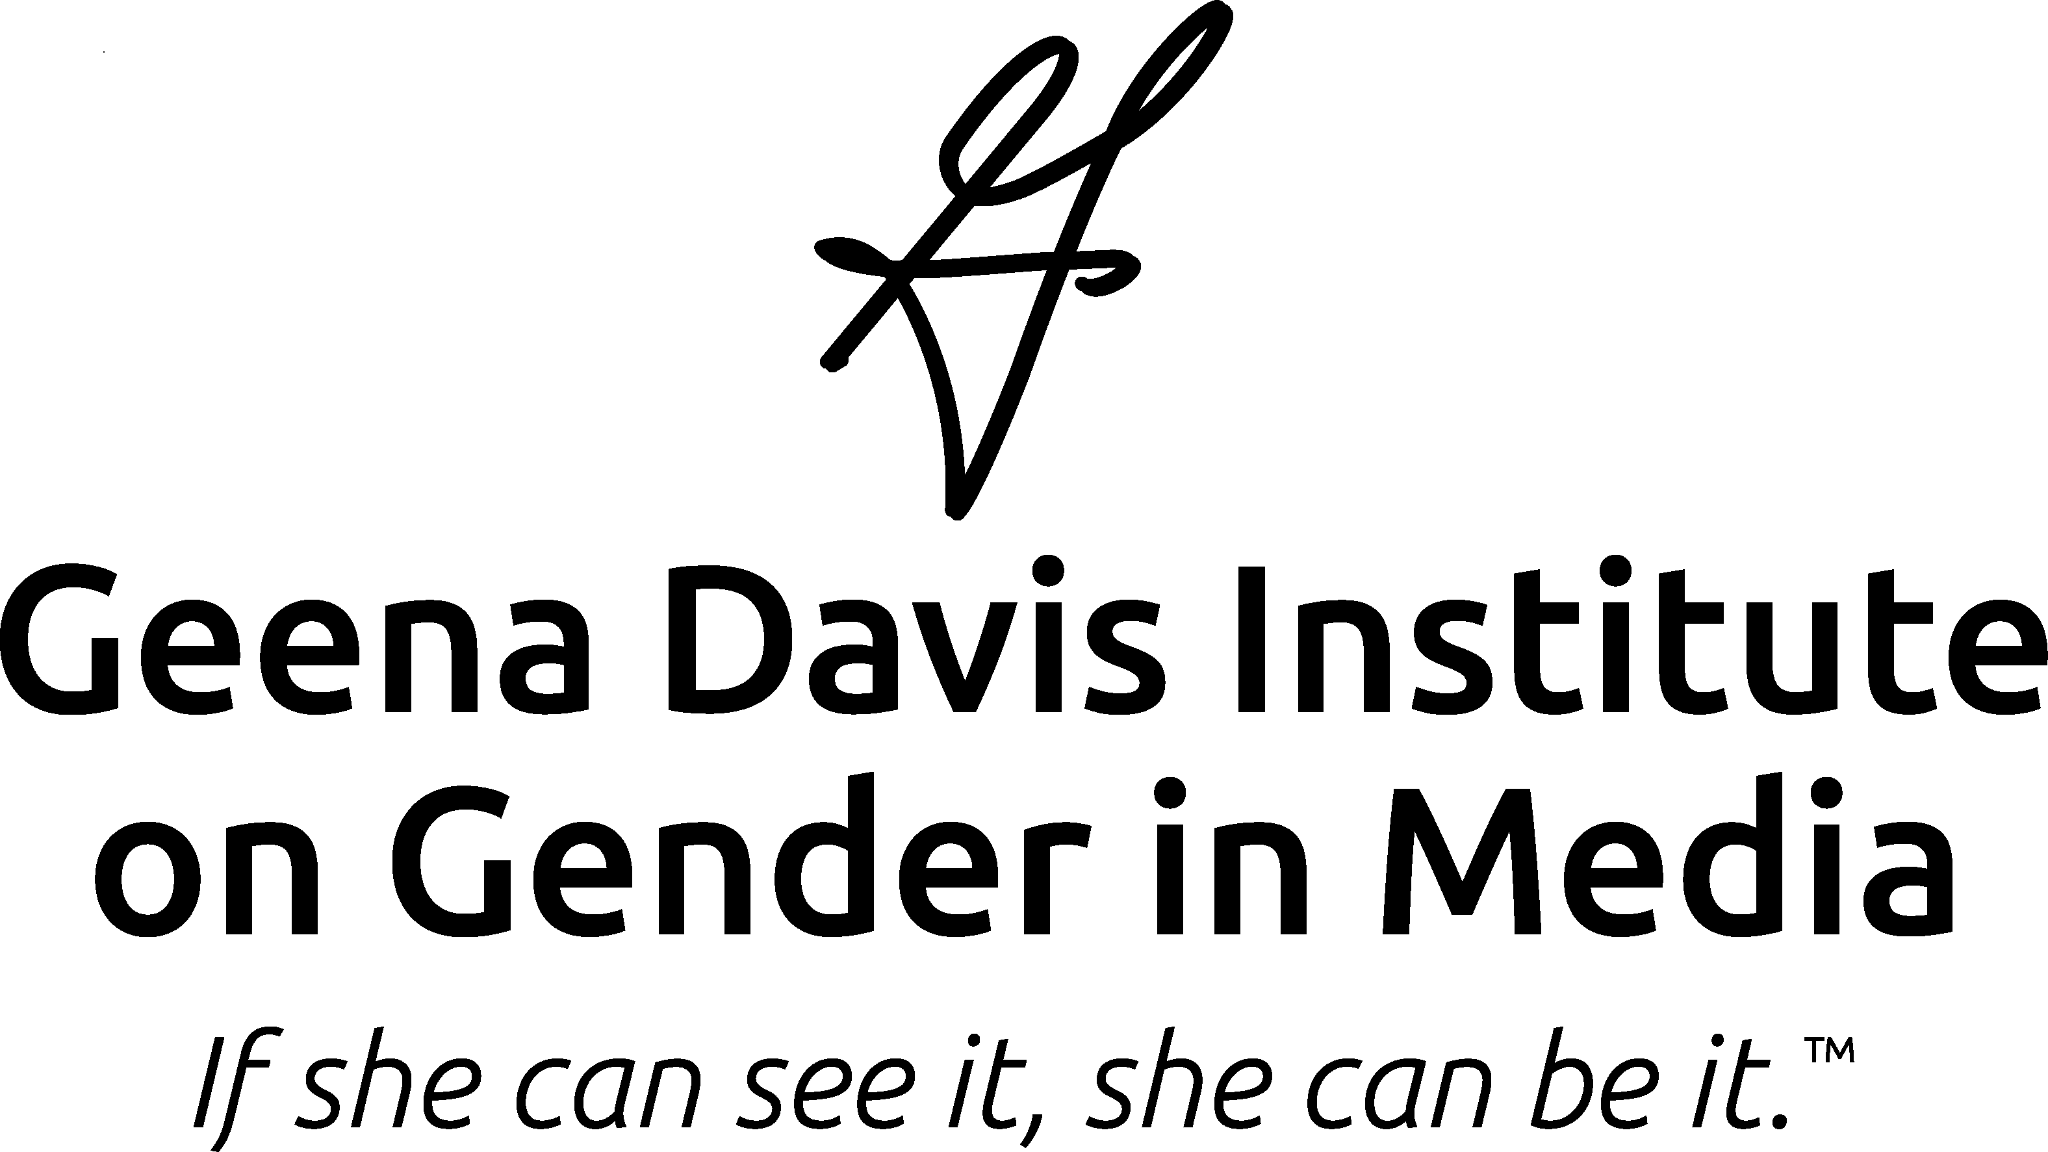 Geena Davis Institute
on Gender in Media
If she can see it, she can be it.™